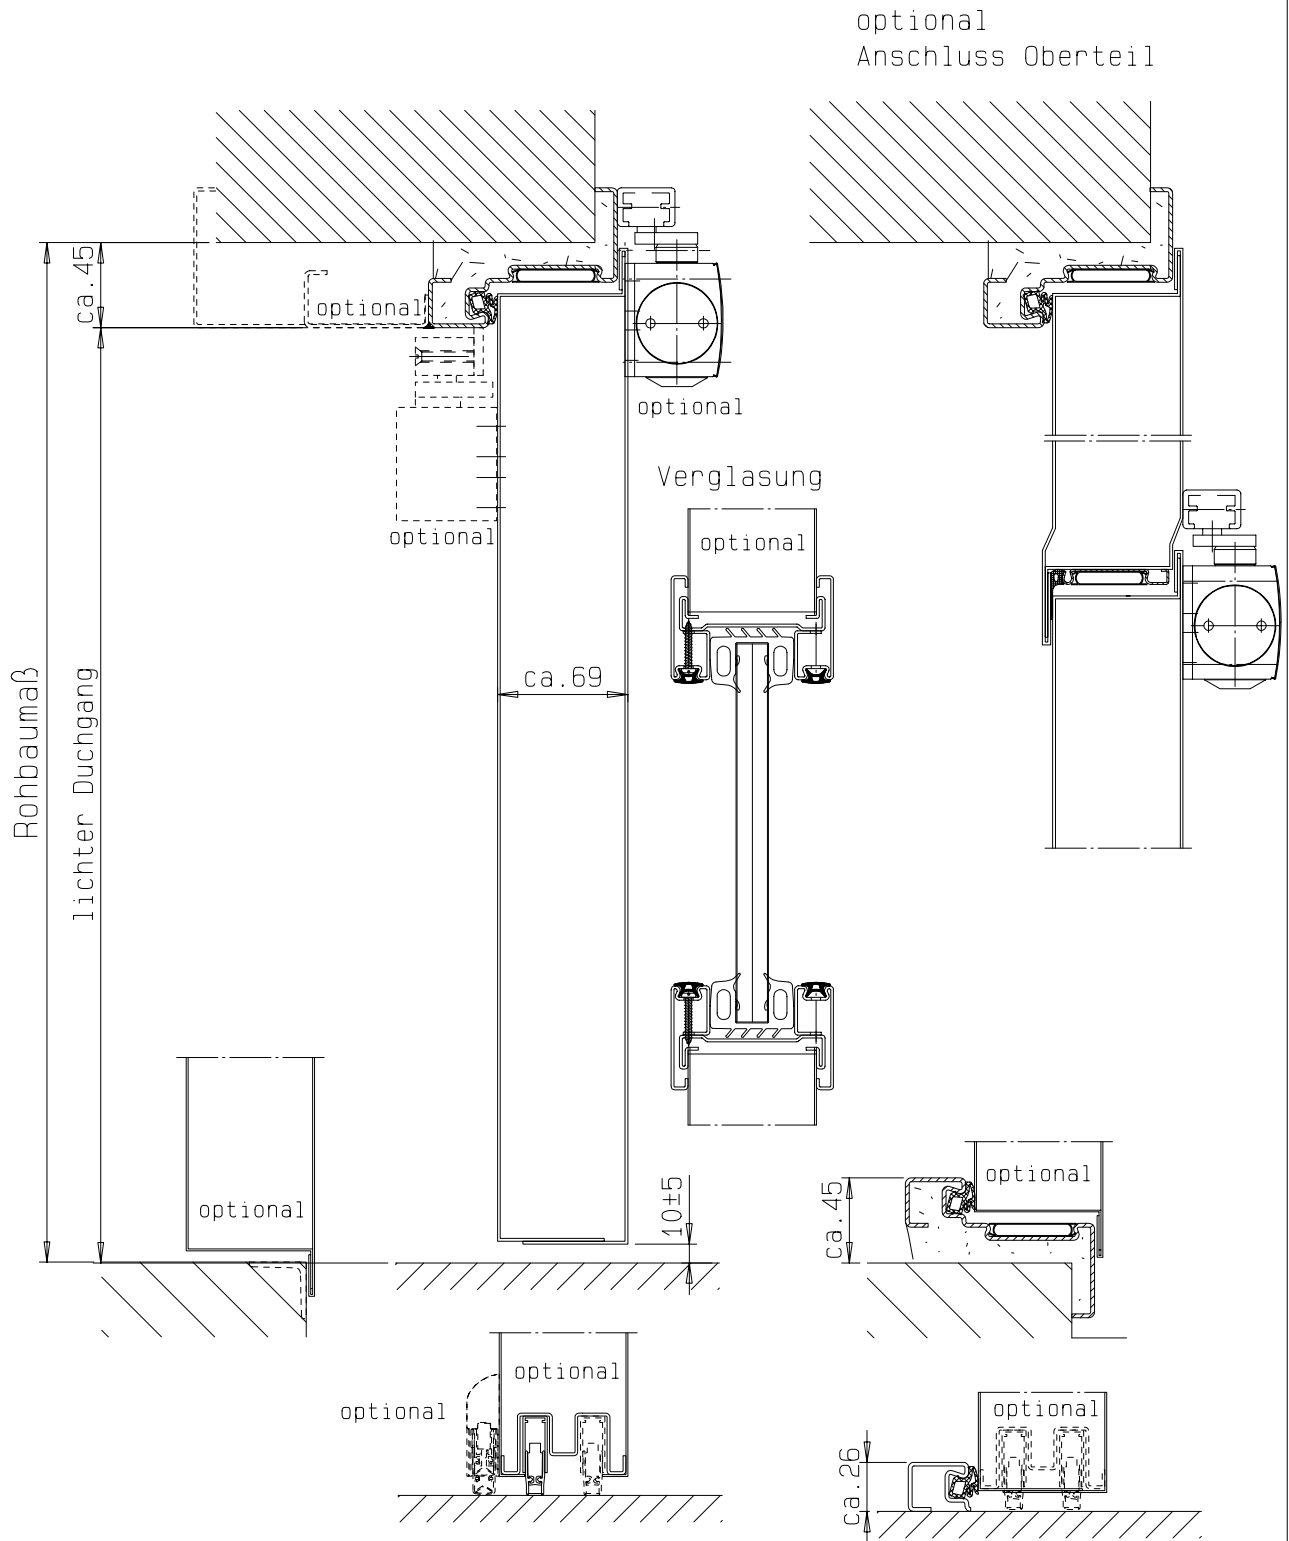 optional
Anschluss Oberteil
ca.45
optional
optional
optional
Verglasung
optional
ca.69
Rohbaumaß
lichter Duchgang
optional
10±5
ca.45
optional
optional
optional
optional
ca.26